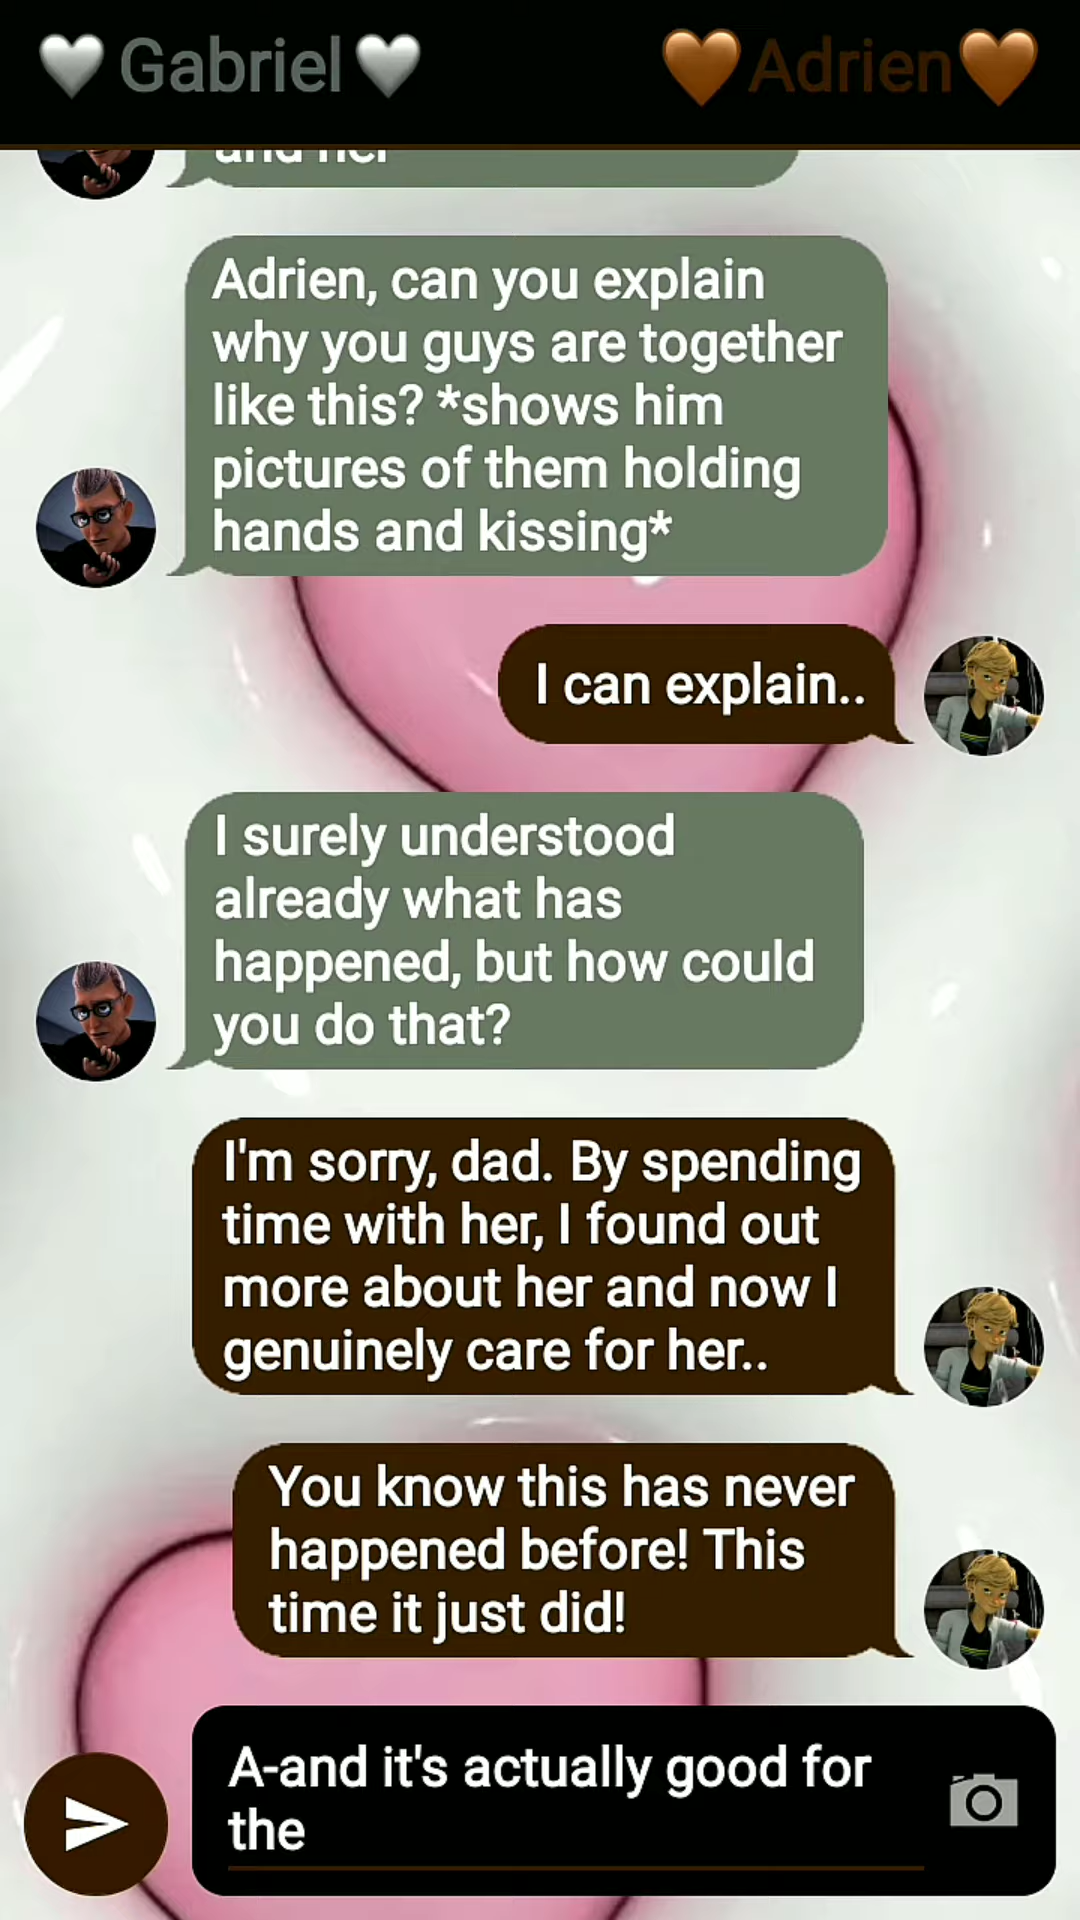 🤍Gabriel🤍 🧡Adrien🧡
and her
Adrien, can you explain
why you guys are together
like this? *shows him
pictures of them holding
hands and kissing*
I can explain..
I surely understood
already what has
happened, but how could
you do that?
I'm sorry, dad. By spending
time with her, I found out
more about her and now I
genuinely care for her..
You know this has never
happened before! This
time it just did!
A-and it's actually good for
the